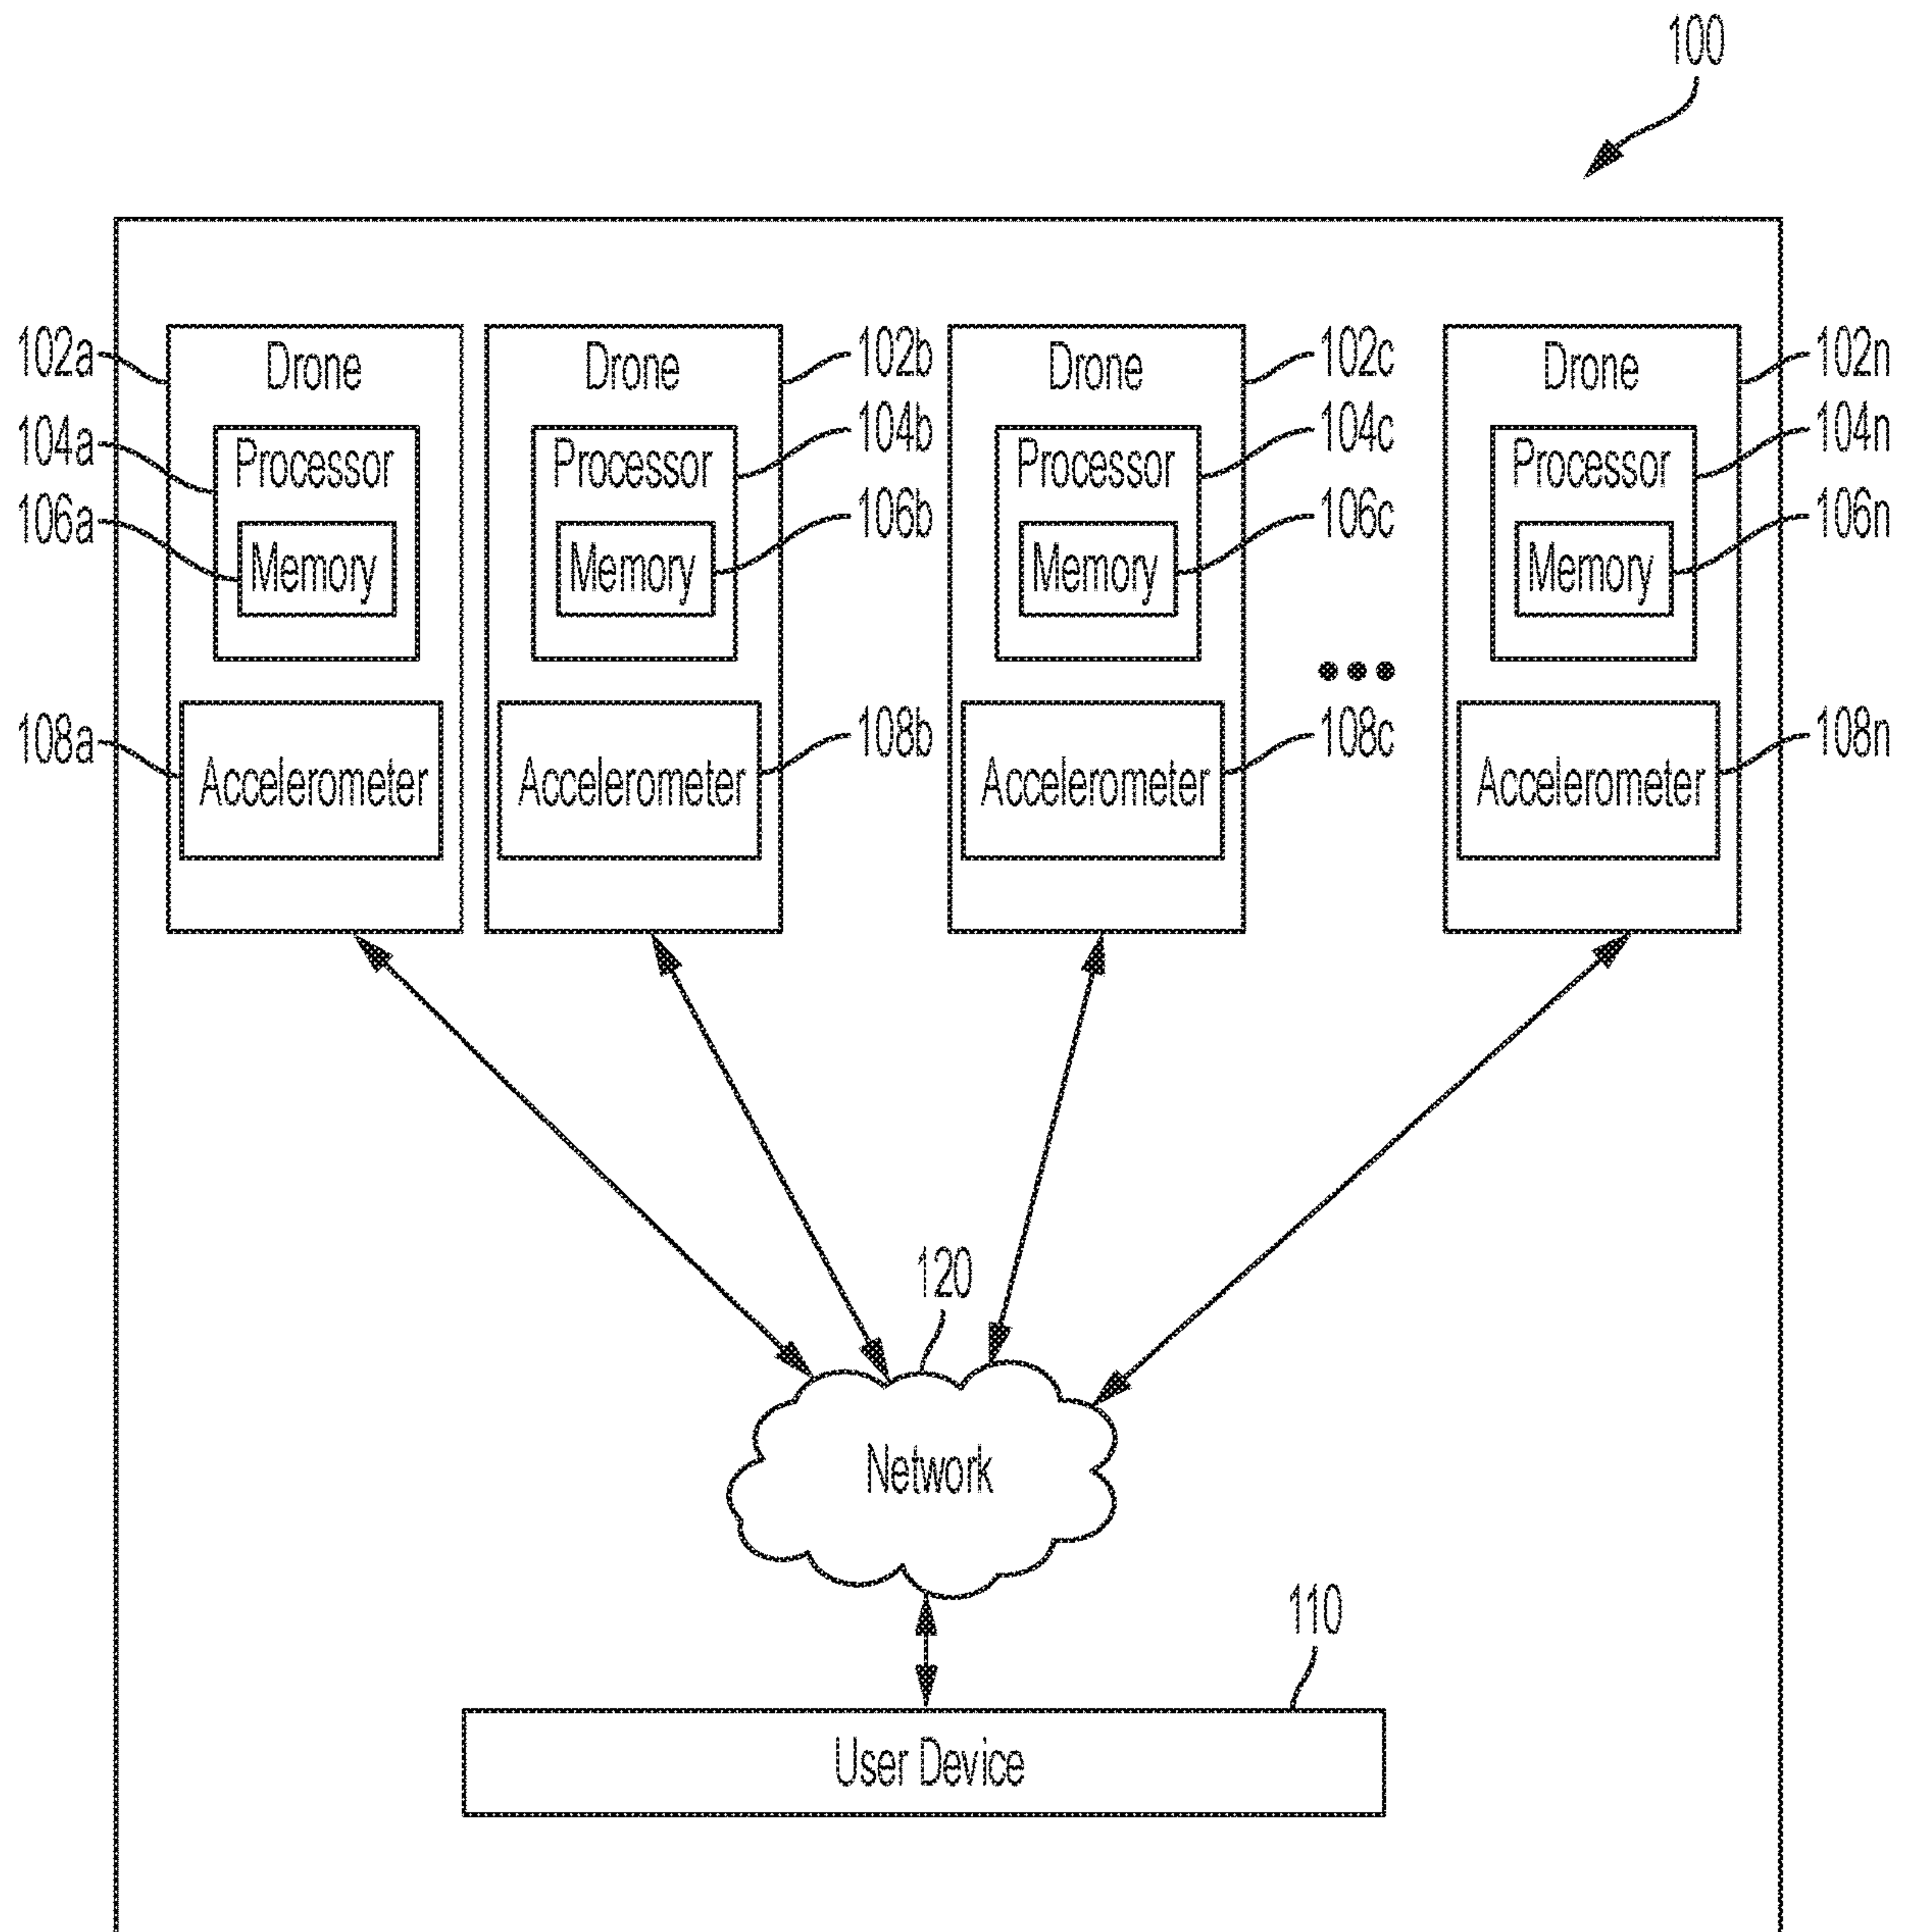 100
102a Drone 102b Drone 102c Drone 102n Drone
104a Processor 104b Processor 104c Processor 104n Processor
106a Memory 106b Memory 106c Memory 106n Memory
108a Accelerometer 108b Accelerometer 108c Accelerometer 108n Accelerometer
120
Network
110
User Device